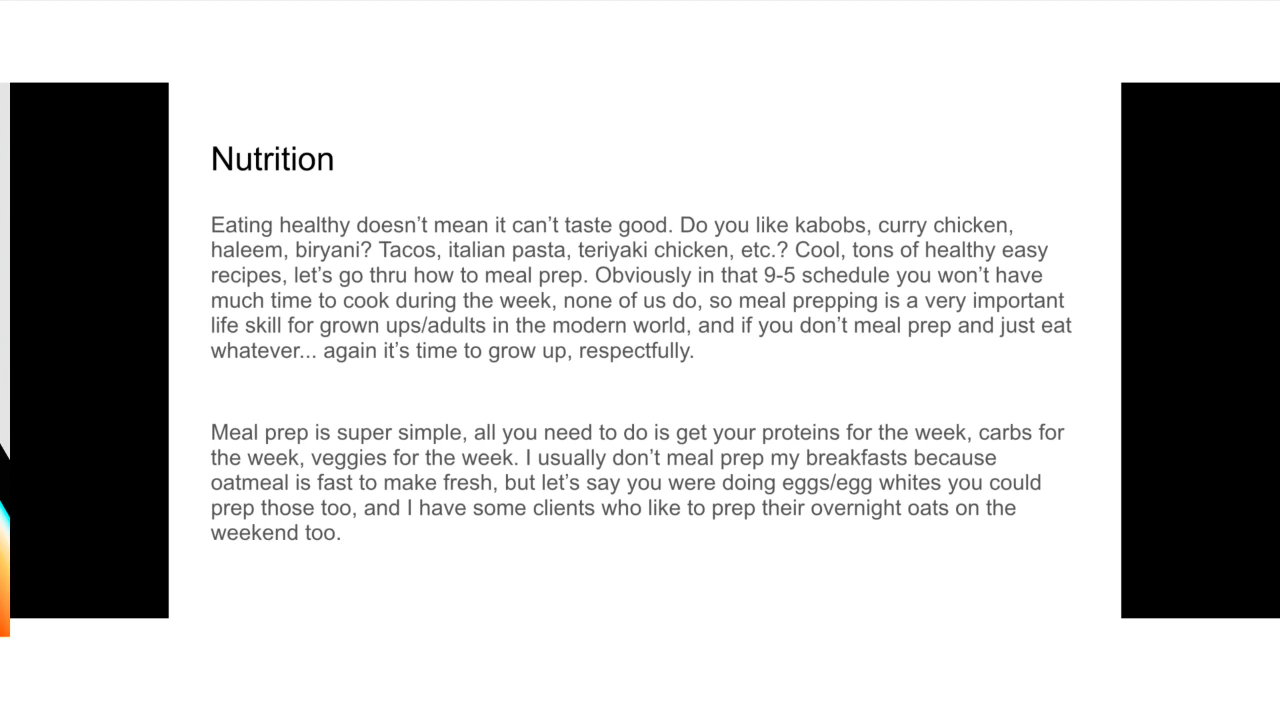 Nutrition
Eating healthy doesn’t mean it can’t taste good. Do you like kabobs, curry chicken,
haleem, biryani? Tacos, italian pasta, teriyaki chicken, etc.? Cool, tons of healthy easy
recipes, let’s go thru how to meal prep. Obviously in that 9-5 schedule you won’t have
much time to cook during the week, none of us do, so meal prepping is a very important
life skill for grown ups/adults in the modern world, and if you don’t meal prep and just eat
whatever... again it’s time to grow up, respectfully.
Meal prep is super simple, all you need to do is get your proteins for the week, carbs for
the week, veggies for the week. I usually don’t meal prep my breakfasts because
oatmeal is fast to make fresh, but let’s say you were doing eggs/egg whites you could
prep those too, and I have some clients who like to prep their overnight oats on the
weekend too.